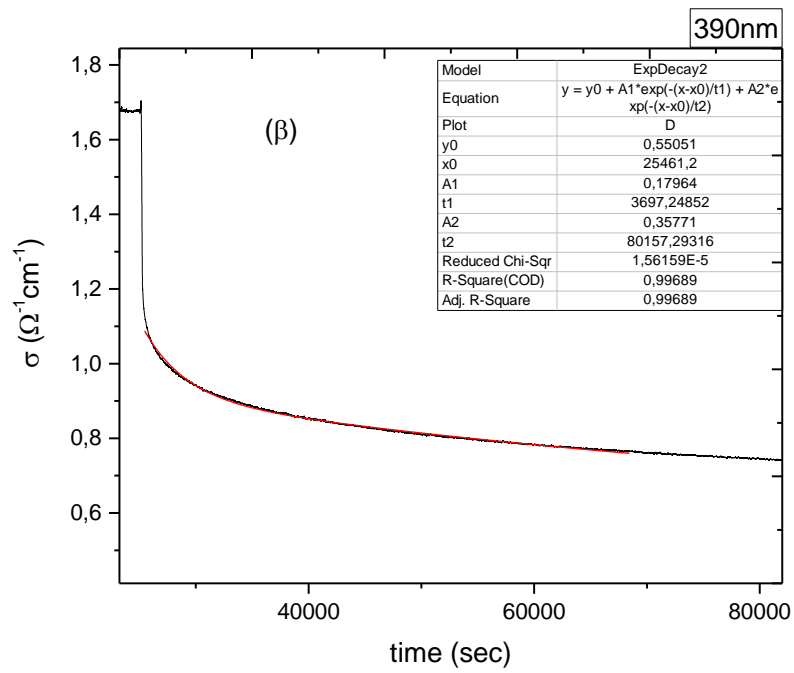 390nm
1,8
1,6
1,4
1,2
1,0
0,8
0,6
σ (Ω⁻¹cm⁻¹)
(β)
Model ExpDecay2
Equation y = y0 + A1*exp(-(x-x0)/t1) + A2*e
xp(-(x-x0)/t2)
Plot D
y0 0,55051
x0 25461,2
A1 0,17964
t1 3697,24852
A2 0,35771
t2 80157,29316
Reduced Chi-Sqr 1,56159E-5
R-Square(COD) 0,99689
Adj. R-Square 0,99689
40000 60000 80000
time (sec)